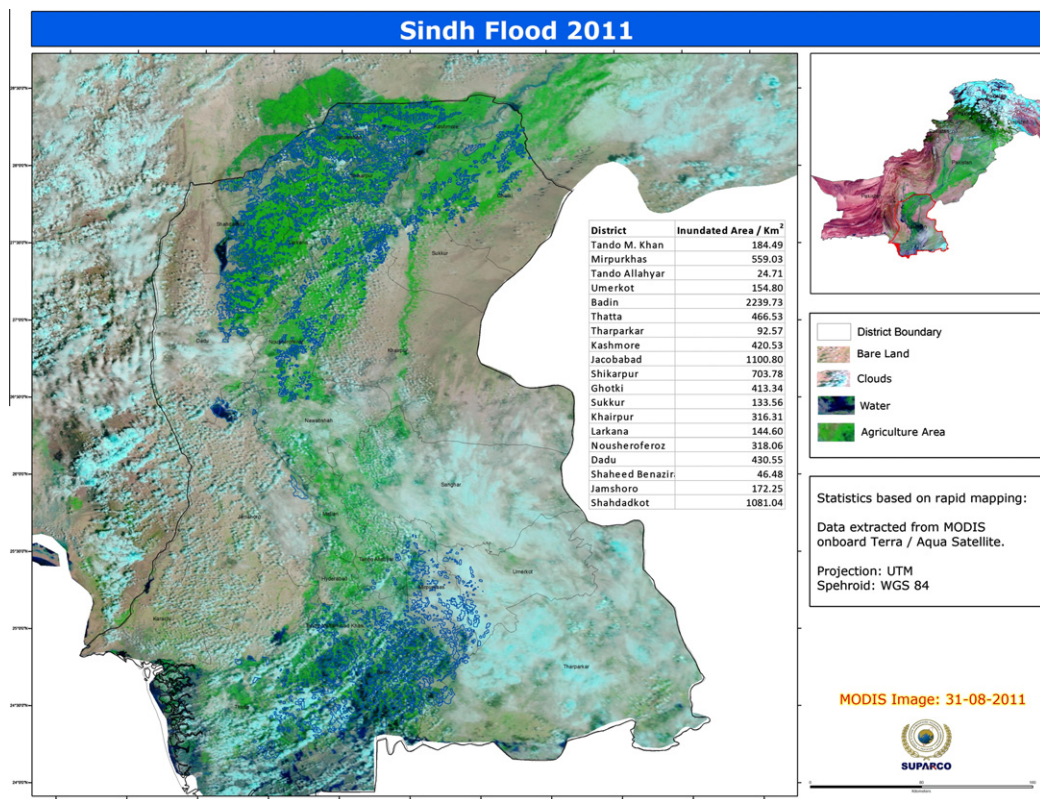 Sindh Flood 2011
District Inundated Area / Km²
Tando M. Khan 184.49
Mirpurkhas 559.03
Tando Allahyar 24.71
Umerkot 154.80
Badin 2239.73
Thatta 466.53
Tharparkar 92.57
Kashmore 420.53
Jacobabad 1100.80
Shikarpur 703.78
Ghotki 413.34
Sukkur 133.56
Khairpur 316.31
Larkana 144.60
Nousheroferoz 318.06
Dadu 430.55
Shaheed Benazir
46.48
Jamshoro 172.25
Shahdadkot 1081.04
District Boundary
Bare Land
Clouds
Water
Agriculture Area
Statistics based on rapid mapping:
Data extracted from MODIS
onboard Terra / Aqua Satellite.
Projection: UTM
Spehroid: WGS 84
MODIS Image: 31-08-2011
SUPARCO
Kilometers
Sukkur
Dadu
Nawabshah
Sanghar
Umerkot
Hyderabad
Karachi
Tharparkar